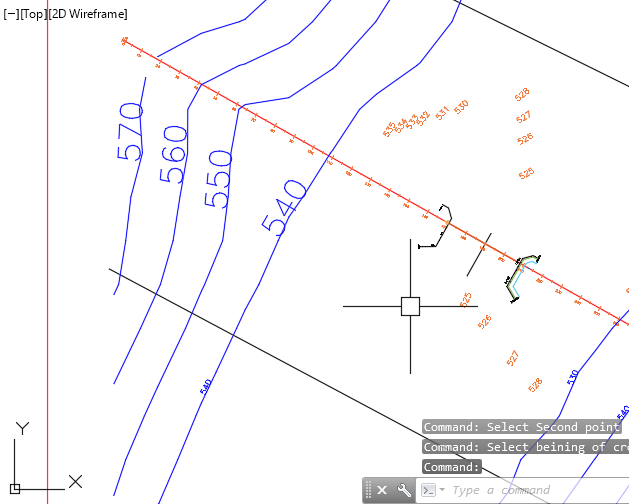 [−][Top][2D Wireframe]
528
535 534 533 532 531 530
527
526
525
570
560
550
540
525
526
527
528
530
540
540
Command: Select Second point
Command: Select beining of cr
Command:
Type a command
Y
X